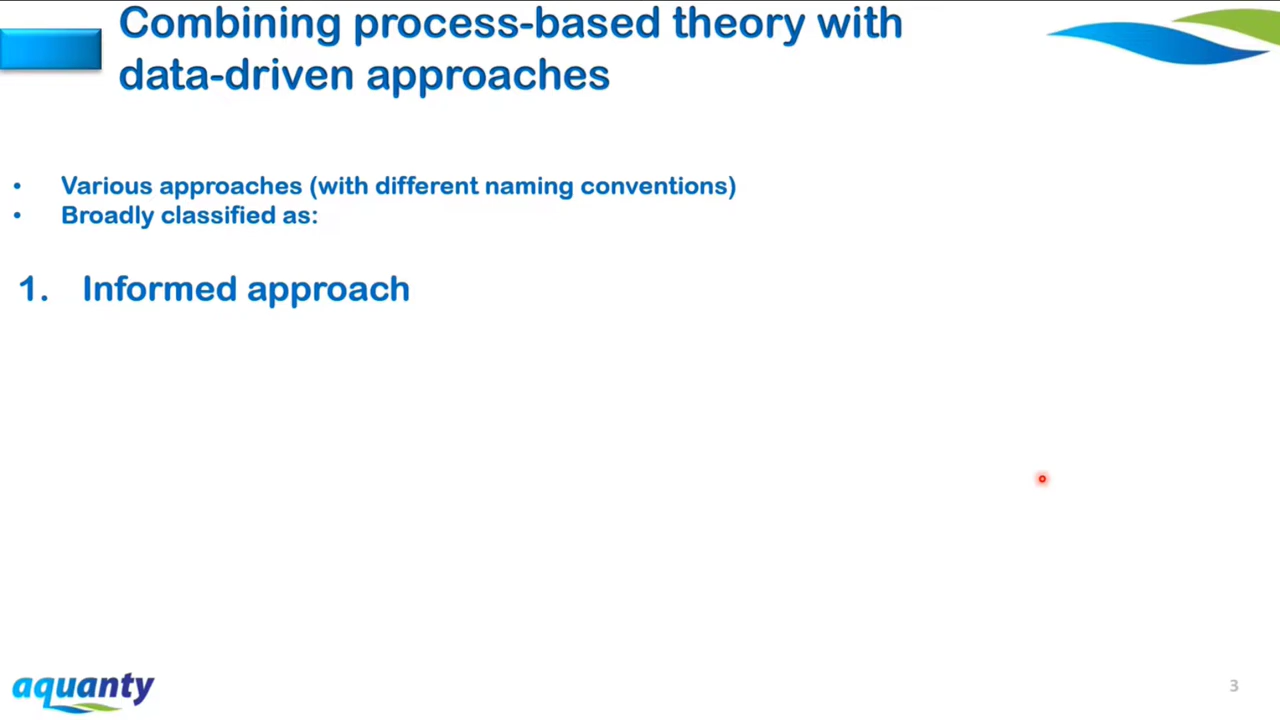 Combining process-based theory with
data-driven approaches
• Various approaches (with different naming conventions)
• Broadly classified as:
1. Informed approach
aquanty
3